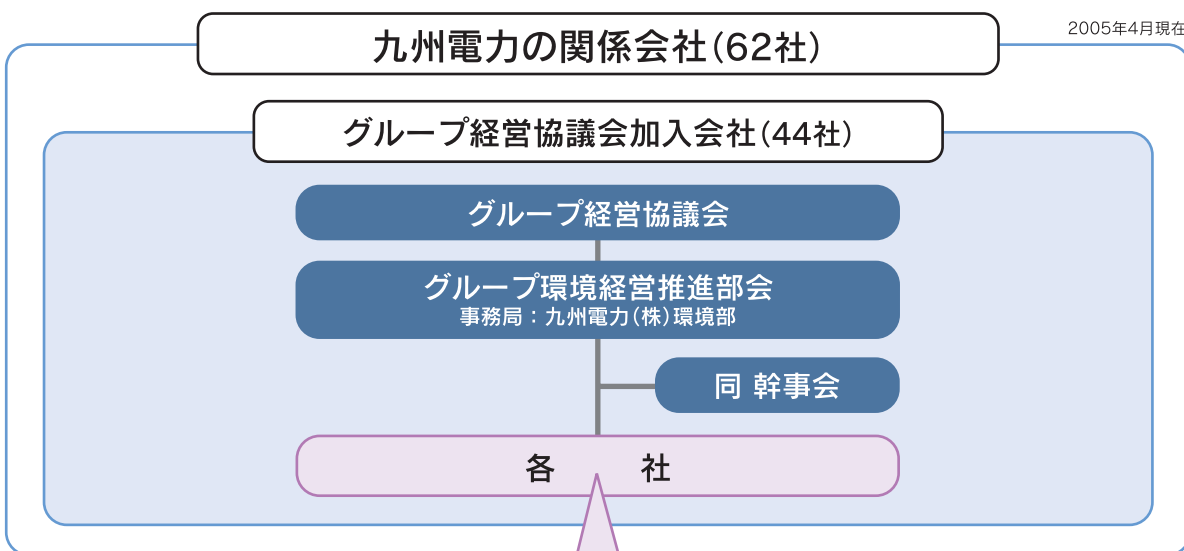 2005年4月現在
九州電力の関係会社(62社)
グループ経営協議会加入会社(44社)
グループ経営協議会
グループ環境経営推進部会
事務局:九州電力(株)環境部
同 幹事会
各 社